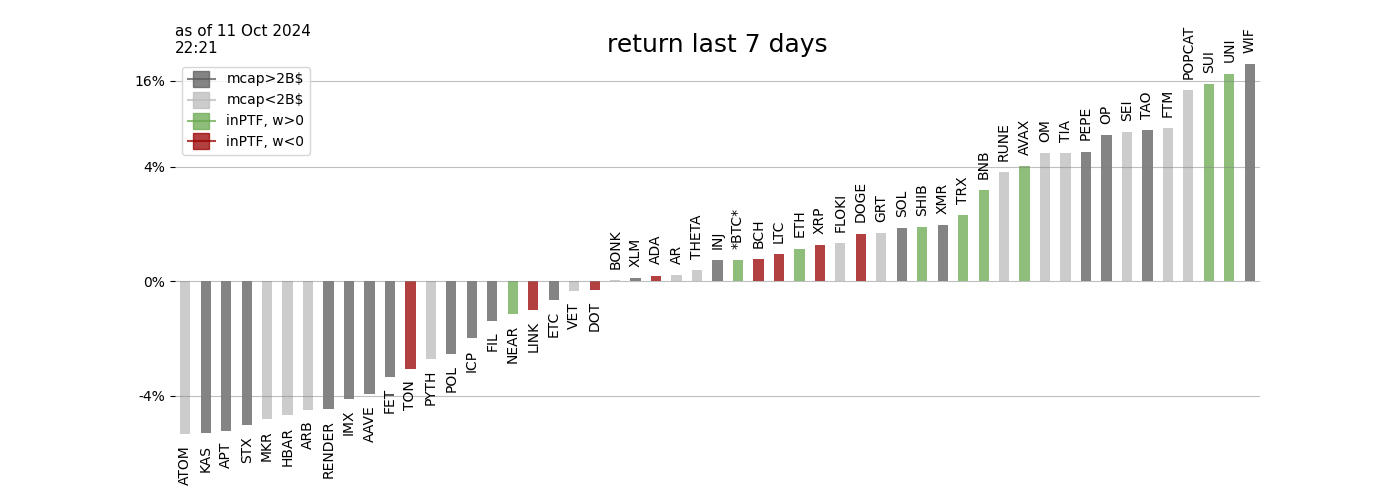 as of 11 Oct 2024
22:21
return last 7 days
mcap>2B$
mcap<2B$
inPTF, w>0
inPTF, w<0
16%
4%
0%
-4%
ATOM
KAS
APT
STX
MKR
HBAR
ARB
RENDER
IMX
AAVE
FET
TON
PYTH
POL
ICP
FIL
NEAR
LINK
ETC
VET
DOT
BONK
XLM
ADA
AR
THETA
INJ
*BTC*
BCH
LTC
ETH
XRP
FLOKI
DOGE
GRT
SOL
SHIB
XMR
TRX
BNB
RUNE
AVAX
OM
TIA
PEPE
OP
SEI
TAO
FTM
POPCAT
SUI
UNI
WIF